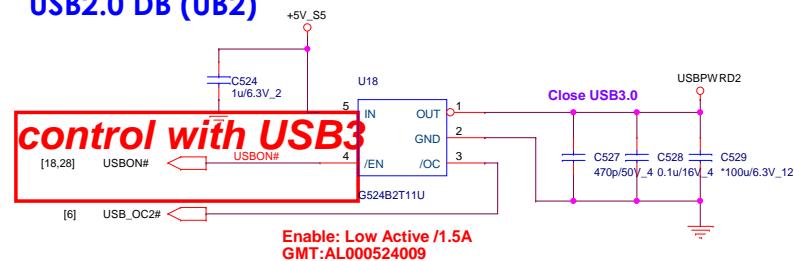 USB2.0 DB (UB2)
+5V_S5
C524
1u/6.3V_2
U18
USBPWRD2
Close USB3.0
5
IN
OUT
1
GND
2
control with USB3
[18,28]
USBON#
USBON#
4
/EN
/OC
3
C527
470p/50V_4
C528
0.1u/16V_4
C529
*100u/6.3V_12
G524B2T11U
[6]
USB_OC2#
Enable: Low Active /1.5A
GMT:AL000524009